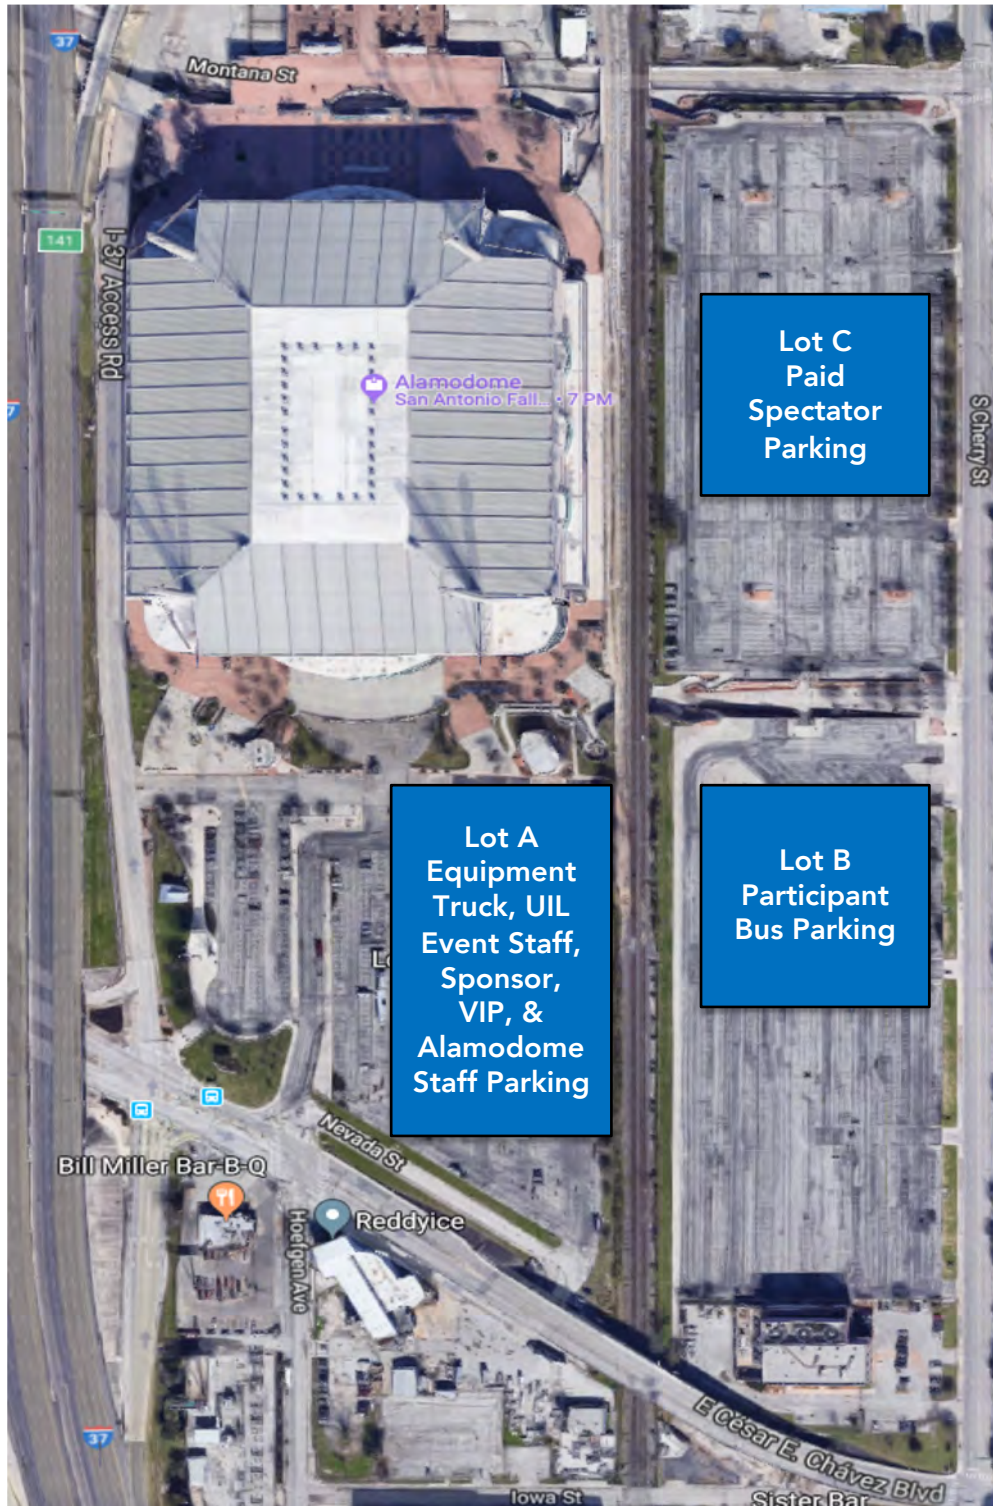 37
Montana St
141
I-37 Access Rd
Alamodome
San Antonio Fall... • 7 PM
7
Lot C
Paid
Spectator
Parking
S Cherry St
Lot A
Equipment
Truck, UIL
Event Staff,
Sponsor,
VIP, &
Alamodome
Staff Parking
Lot B
Participant
Bus Parking
Nevada St
Bill Miller Bar-B-Q
Reddyice
Hoefgen Ave
E César E. Chávez Blvd
37
Iowa St
Sister Bar